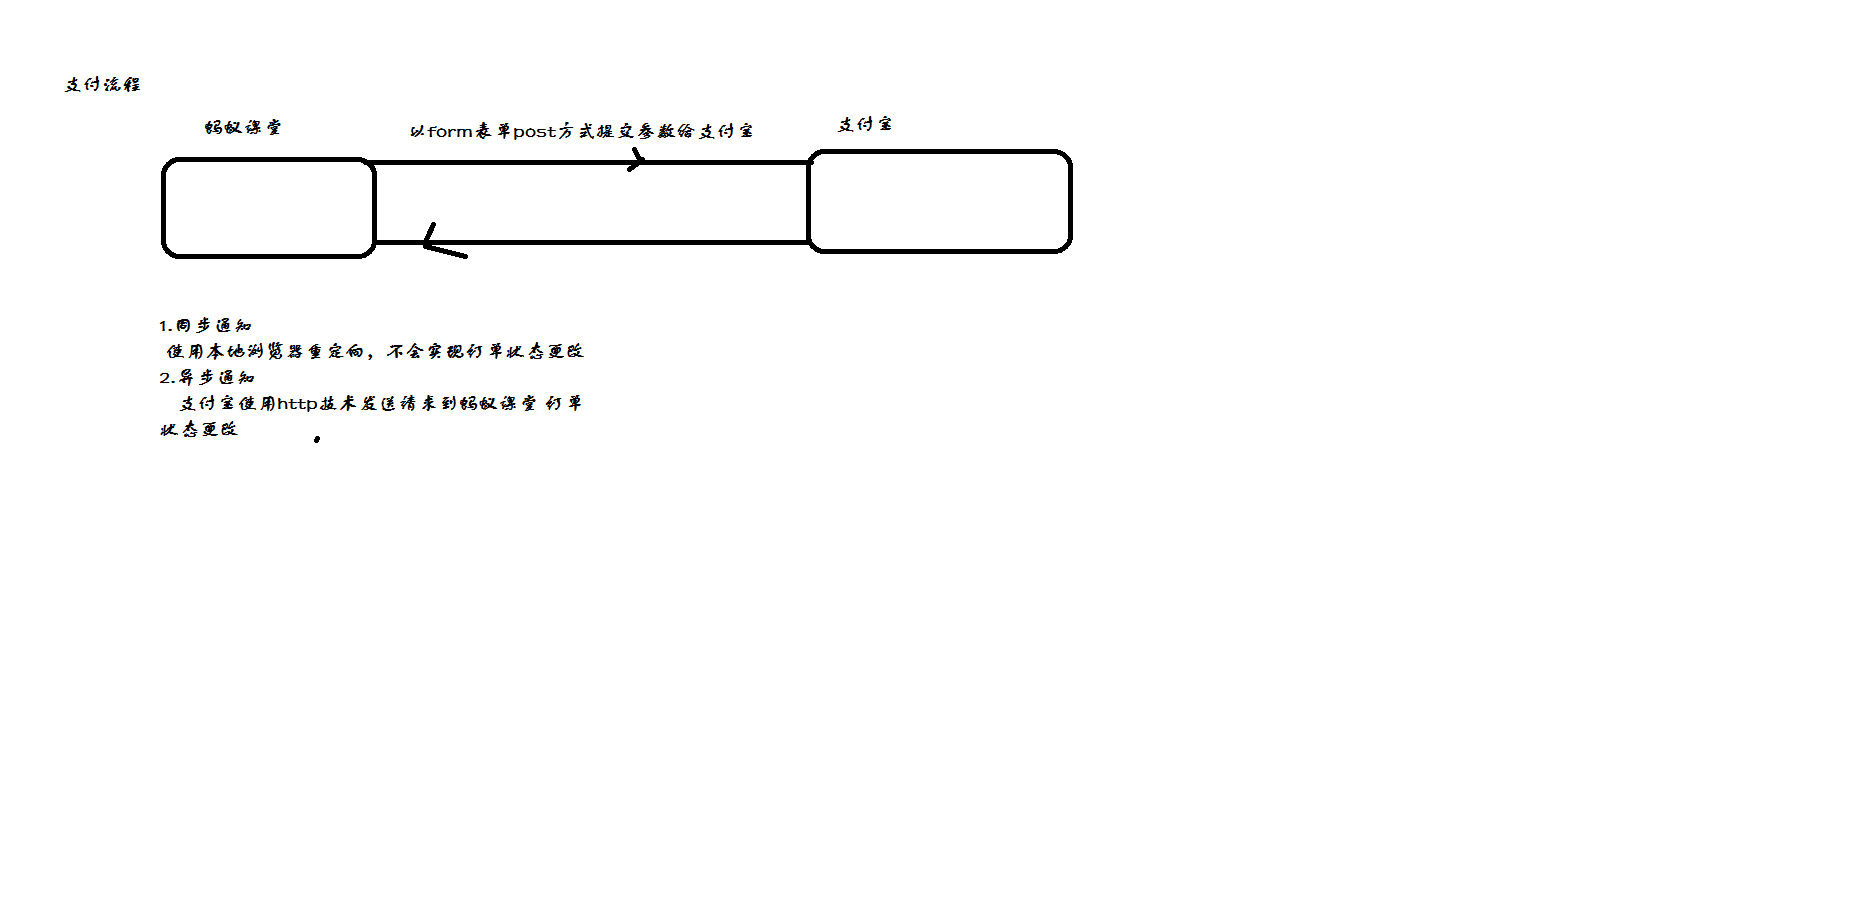 支付流程
蚂蚁课堂
以form表单post方式提交参数给支付宝
支付宝
1.同步通知
使用本地浏览器重定向，不会实现订单状态更改
2.异步通知
支付宝使用http技术发送请求到蚂蚁课堂 订单
状态更改